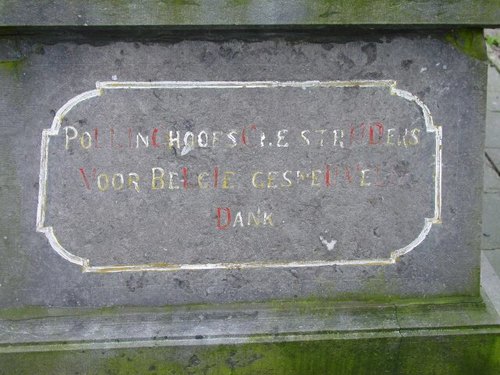 POLLINCHOOFSCHE STRIJDERS
VOOR BELGIE GESNEUVELD
DANK